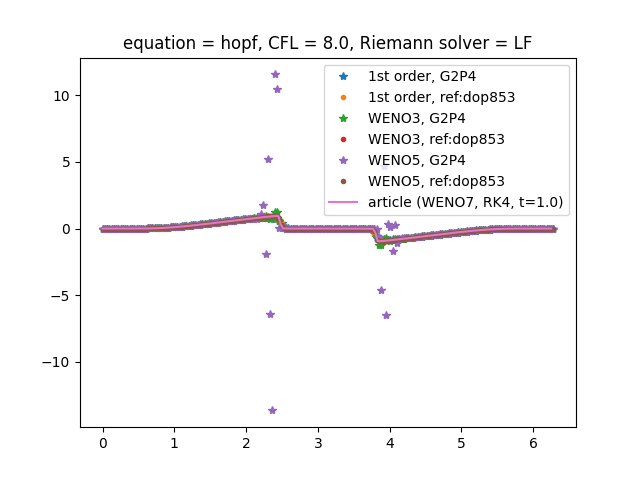 equation = hopf, CFL = 8.0, Riemann solver = LF
1st order, G2P4
1st order, ref:dop853
WENO3, G2P4
WENO3, ref:dop853
WENO5, G2P4
WENO5, ref:dop853
article (WENO7, RK4, t=1.0)
10
5
0
−5
−10
0 1 2 3 4 5 6